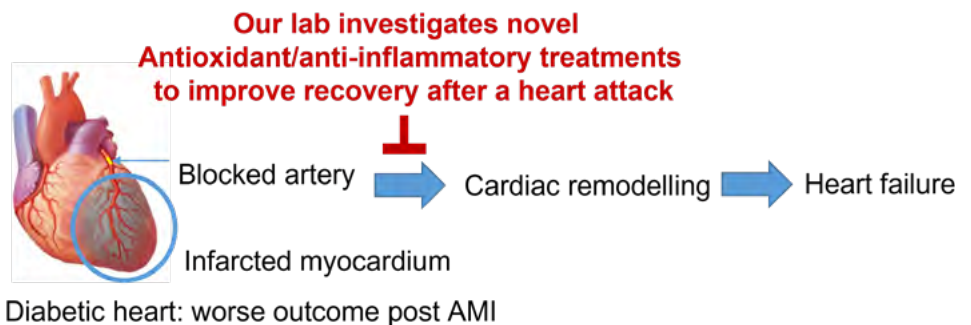 Our lab investigates novel
Antioxidant/anti-inflammatory treatments
to improve recovery after a heart attack
Blocked artery
Cardiac remodelling
Heart failure
Infarcted myocardium
Diabetic heart: worse outcome post AMI